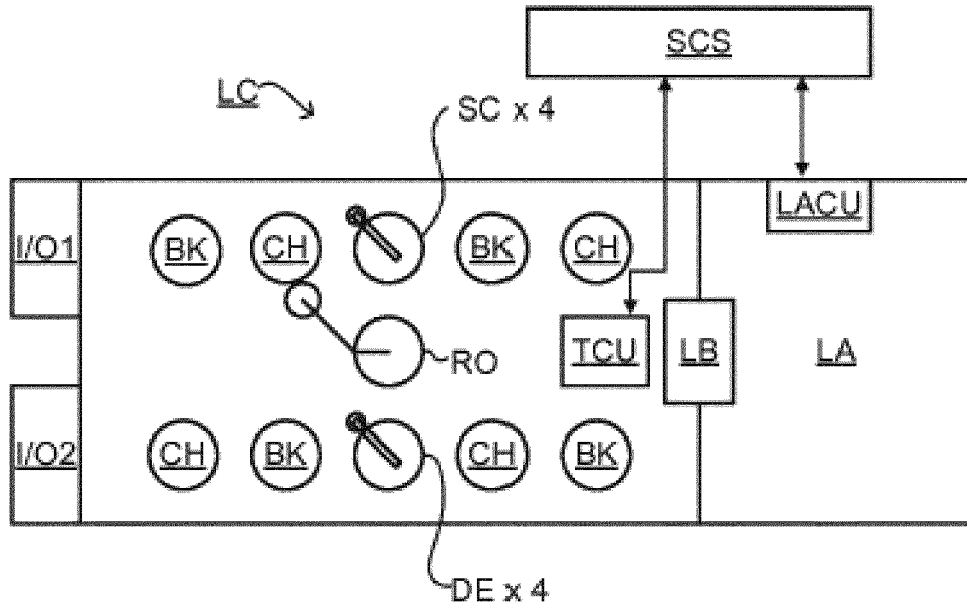 SCS
LC
SC x 4
I/O1
BK
CH
BK
CH
LACU
RO
TCU
LB
LA
I/O2
CH
BK
CH
BK
DE x 4